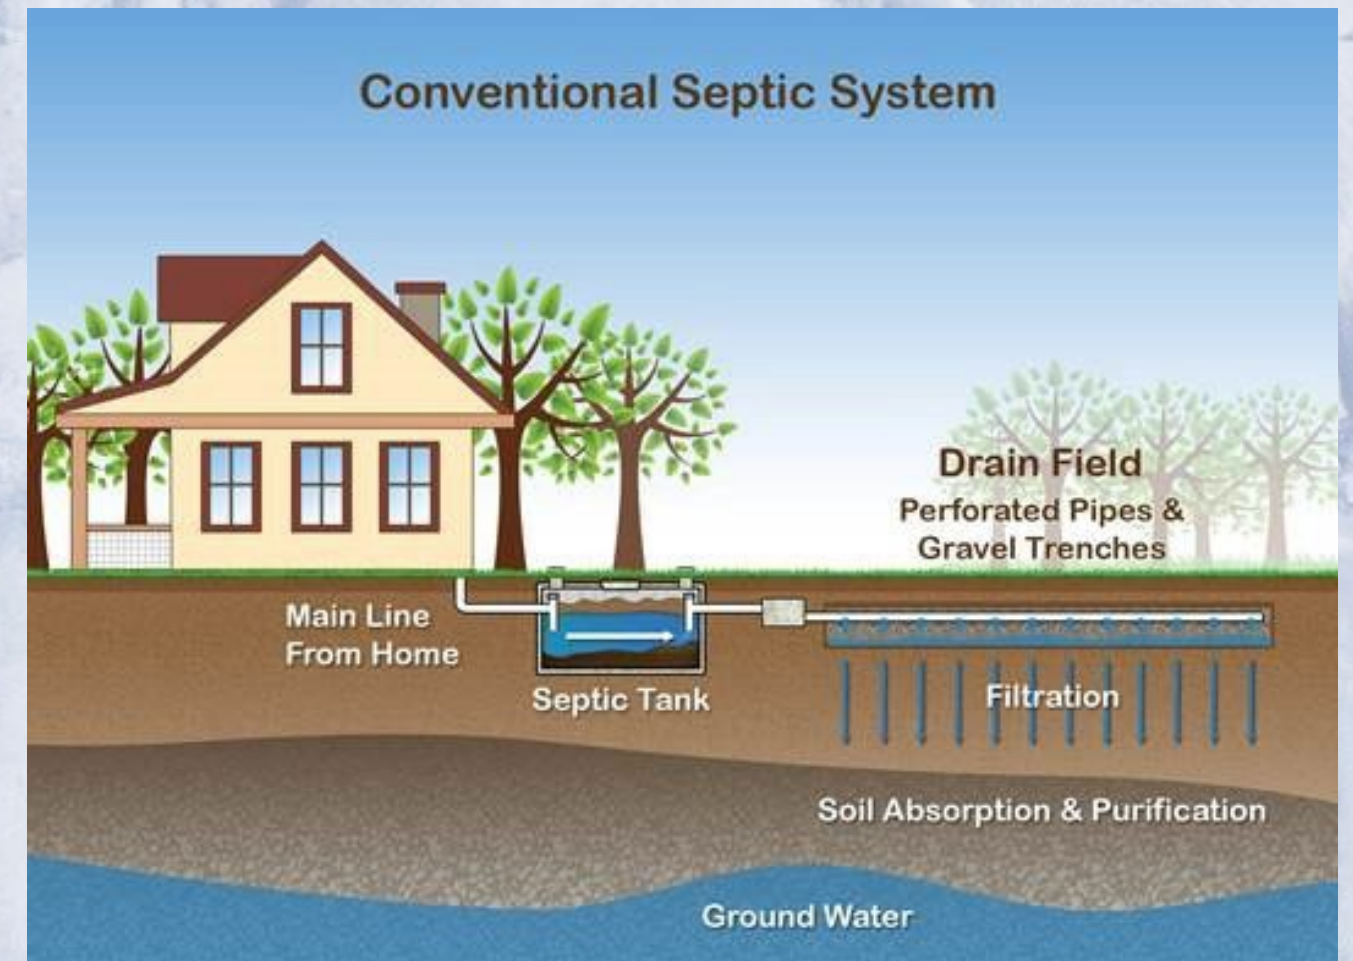 Conventional Septic System
Drain Field
Perforated Pipes &
Gravel Trenches
Main Line
From Home
Septic Tank
Filtration
Soil Absorption & Purification
Ground Water